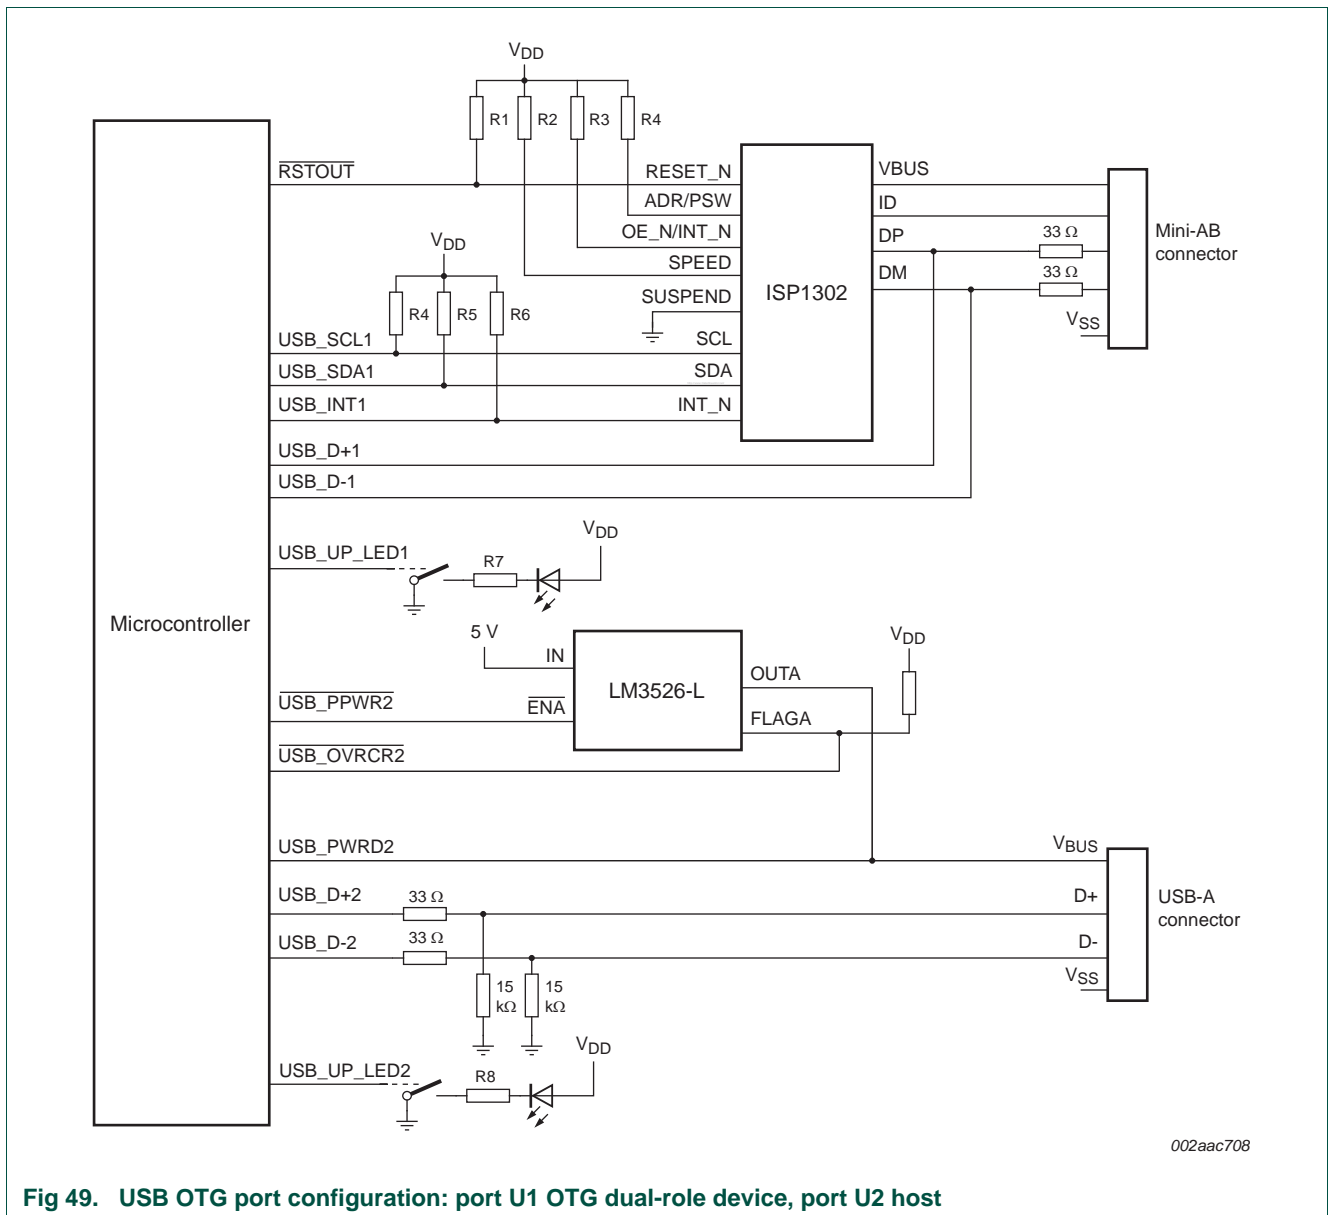 VDD
R1
R2
R3
R4
RSTOUT
RESET_N
VBUS
ADR/PSW
ID
OE_N/INT_N
DP
33 Ω
Mini-AB
connector
VDD
SPEED
DM
33 Ω
SUSPEND
ISP1302
R4
R5
R6
VSS
USB_SCL1
SCL
USB_SDA1
SDA
USB_INT1
INT_N
USB_D+1
USB_D-1
VDD
USB_UP_LED1
R7
Microcontroller
5 V
IN
VDD
LM3526-L
OUTA
USB_PPWR2
ENA
FLAGA
USB_OVRCR2
USB_PWRD2
VBUS
USB_D+2
33 Ω
D+
USB-A
connector
USB_D-2
33 Ω
D-
VSS
15
kΩ
15
kΩ
VDD
USB_UP_LED2
R8
002aac708
Fig 49. USB OTG port configuration: port U1 OTG dual-role device, port U2 host